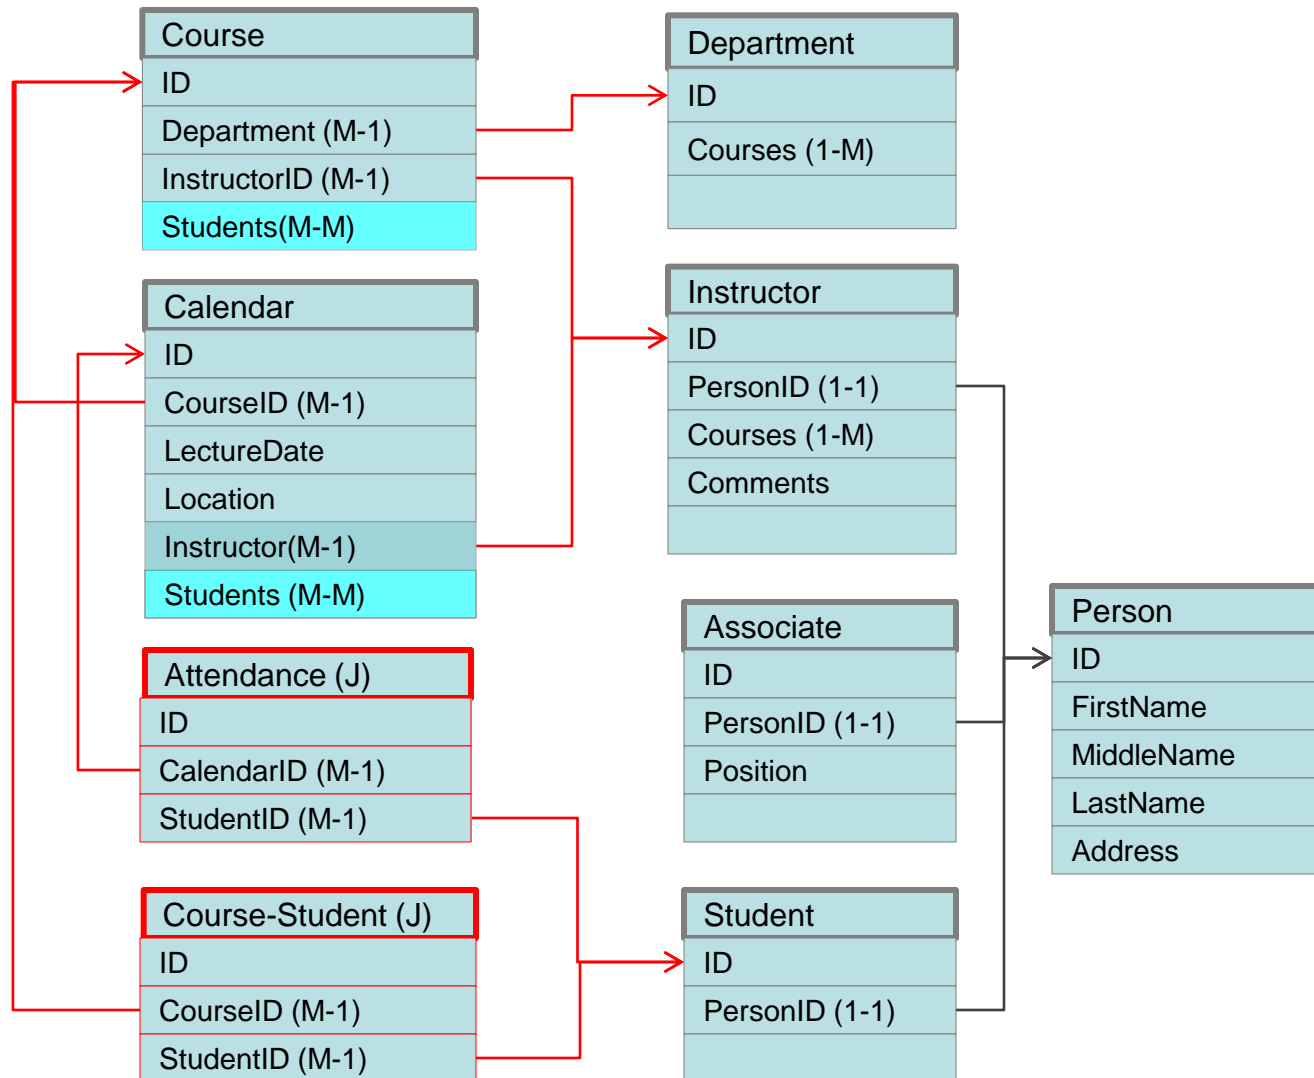 Course
ID
Department (M-1)
InstructorID (M-1)
Students(M-M)
Calendar
ID
CourseID (M-1)
LectureDate
Location
Instructor(M-1)
Students (M-M)
Attendance (J)
ID
CalendarID (M-1)
StudentID (M-1)
Course-Student (J)
ID
CourseID (M-1)
StudentID (M-1)
Department
ID
Courses (1-M)
Instructor
ID
PersonID (1-1)
Courses (1-M)
Comments
Associate
ID
PersonID (1-1)
Position
Student
ID
PersonID (1-1)
Person
ID
FirstName
MiddleName
LastName
Address